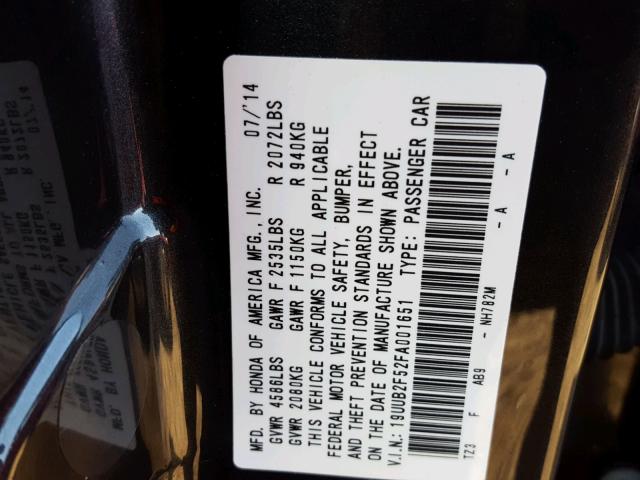 MFD. BY HONDA OF AMERICA MFG., INC. 07/'14
GVWR 4586LBS GAWR F 2535LBS R 2072LBS
GVWR 2080KG GAWR F 1150KG R 940KG
THIS VEHICLE CONFORMS TO ALL APPLICABLE
FEDERAL MOTOR VEHICLE SAFETY, BUMPER,
AND THEFT PREVENTION STANDARDS IN EFFECT
ON THE DATE OF MANUFACTURE SHOWN ABOVE.
V.I.N.: 19UUB2F52FA001651 TYPE: PASSENGER CAR
TZ3 F AB9 - NH782M - A - A